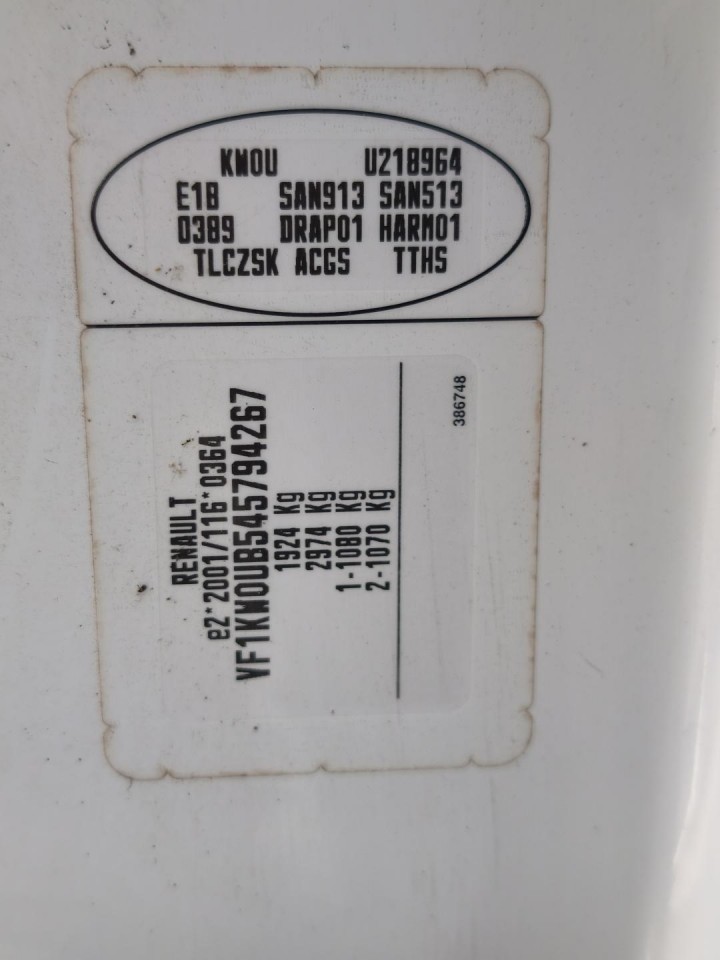 KW0U U218964
E1B SAN913 SAN513
0389 DRAP01 HARM01
TLCZSK ACGS TTHS
RENAULT
e2*2001/116*0364
VF1KW0UB545794267
1924 Kg
2974 Kg
1-1080 Kg
2-1070 Kg
386748